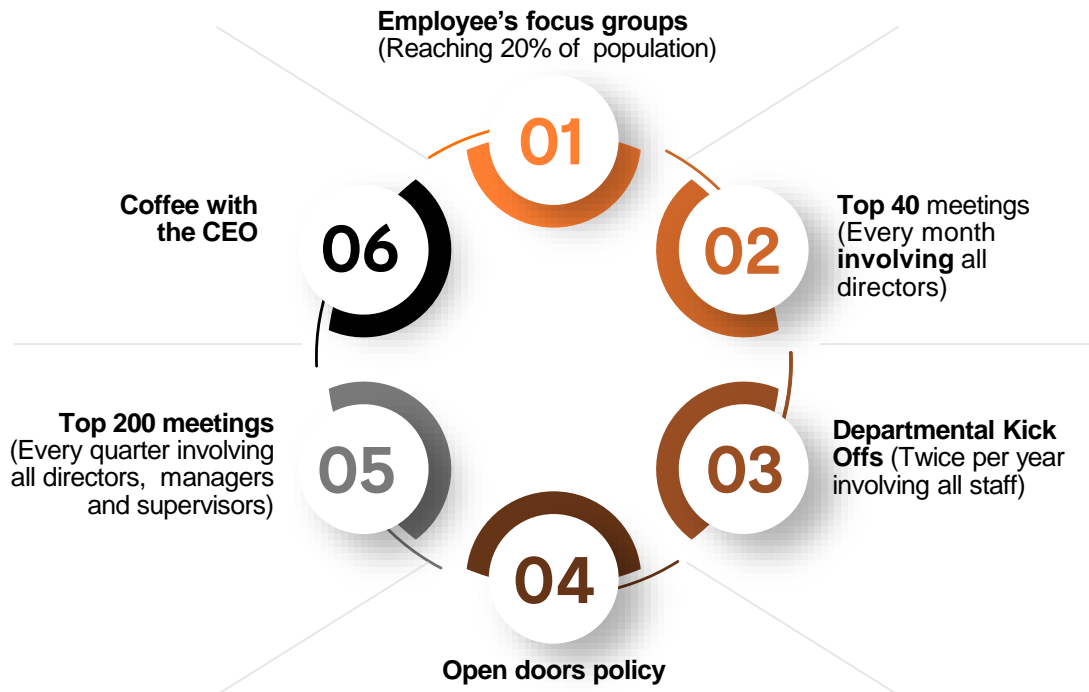 Employee's focus groups
(Reaching 20% of population)
01
02
Top 40 meetings
(Every month
involving all
directors)
03
Departmental Kick
Offs (Twice per year
involving all staff)
04
Open doors policy
05
Top 200 meetings
(Every quarter involving
all directors, managers
and supervisors)
06
Coffee with
the CEO